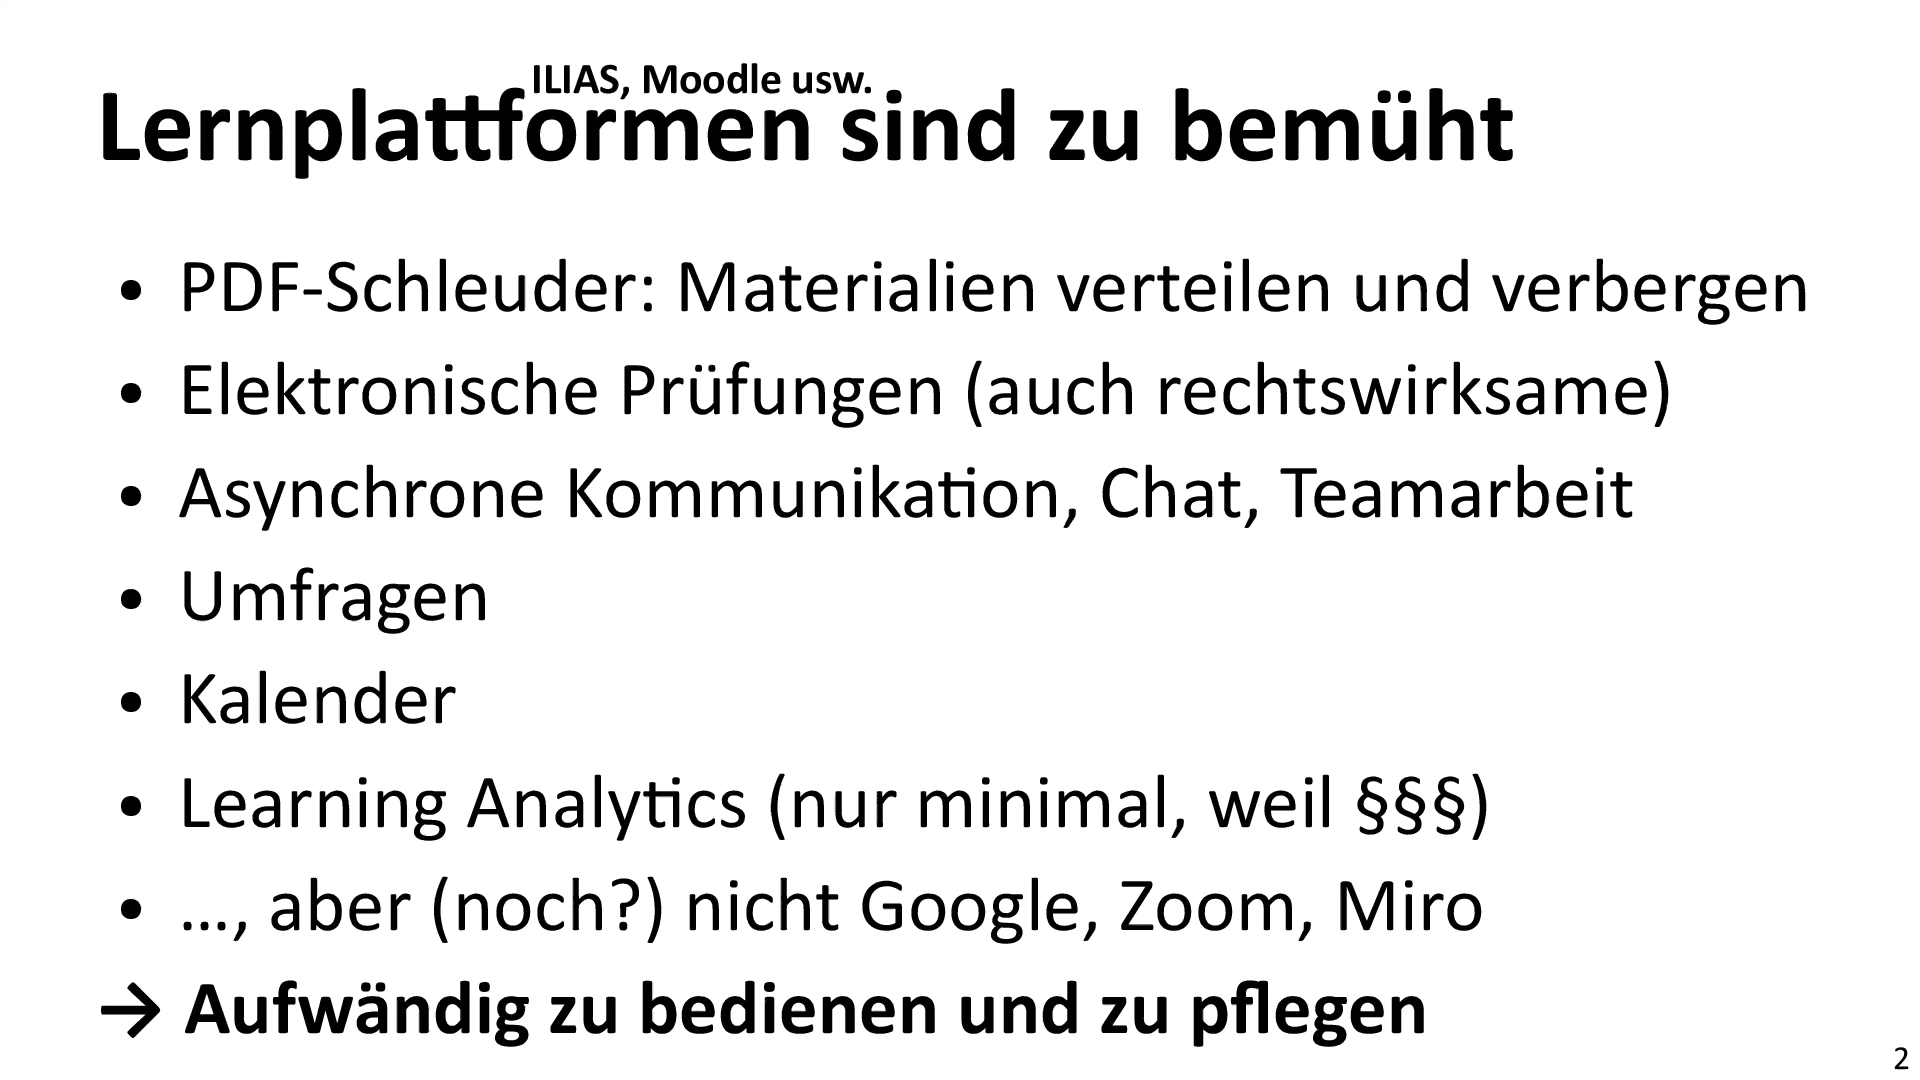 ILIAS, Moodle usw.
Lernplattformen sind zu bemüht
• PDF-Schleuder: Materialien verteilen und verbergen
• Elektronische Prüfungen (auch rechtswirksame)
• Asynchrone Kommunikation, Chat, Teamarbeit
• Umfragen
• Kalender
• Learning Analytics (nur minimal, weil §§§)
• …, aber (noch?) nicht Google, Zoom, Miro
→ Aufwändig zu bedienen und zu pflegen
2